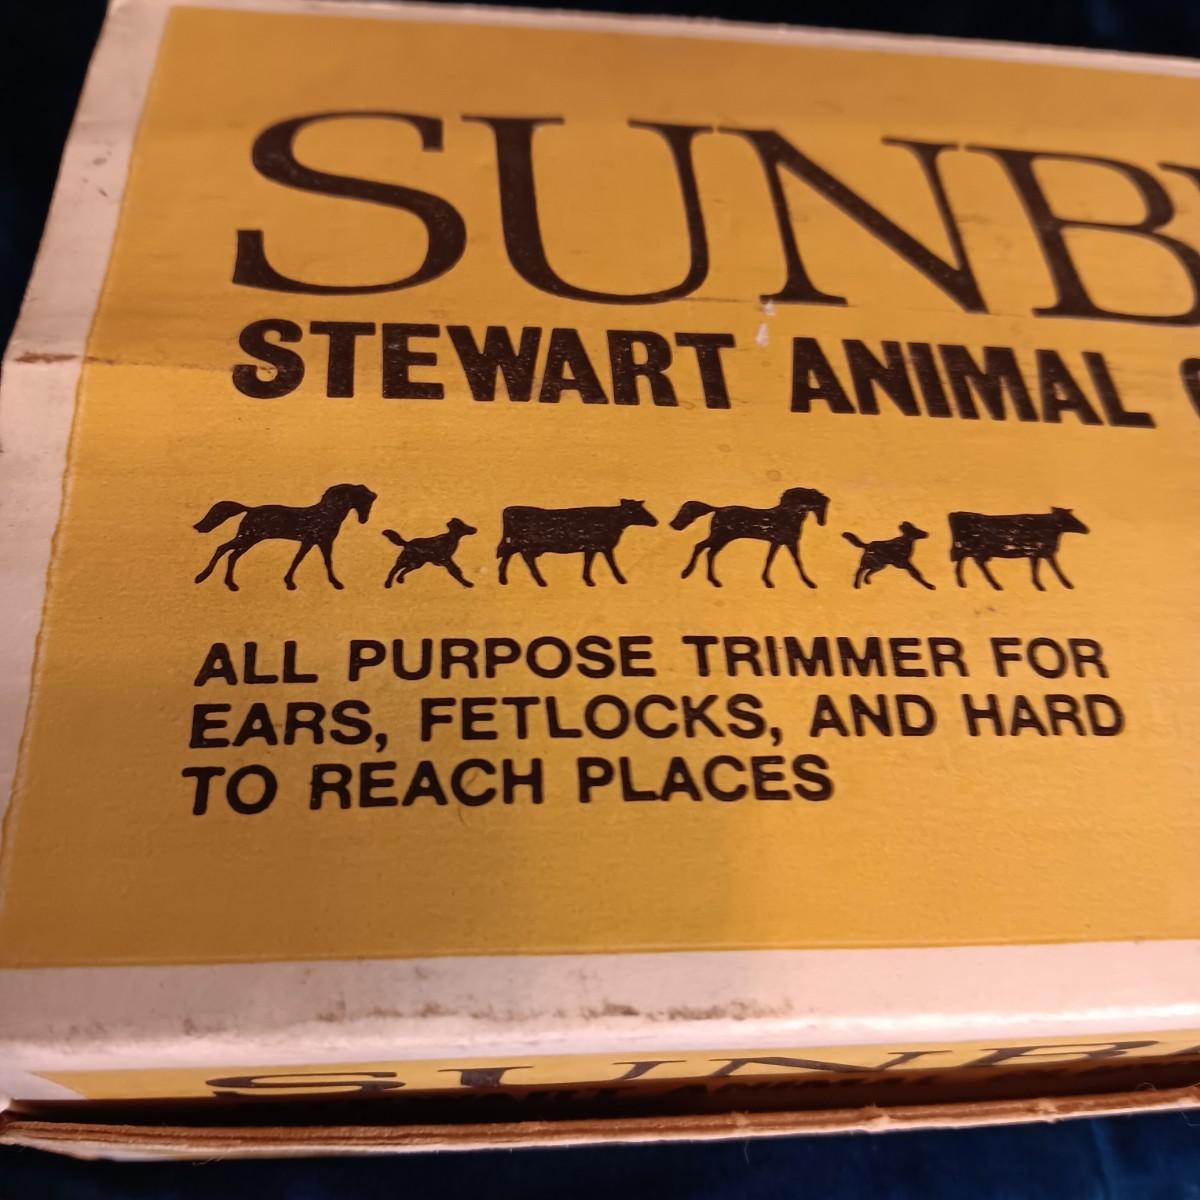 SUNB
STEWART ANIMAL
ALL PURPOSE TRIMMER FOR
EARS, FETLOCKS, AND HARD
TO REACH PLACES
SUNB